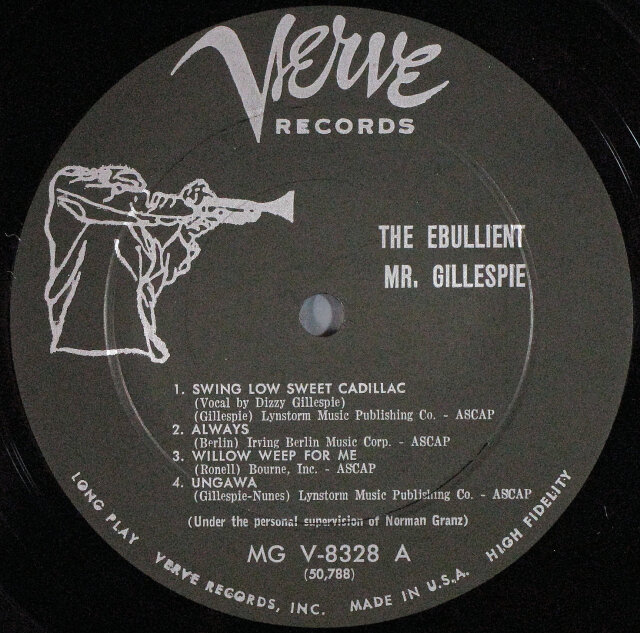 Verve
RECORDS
THE EBULLIENT
MR. GILLESPIE
1. SWING LOW SWEET CADILLAC
(Vocal by Dizzy Gillespie)
(Gillespie) Lynstorm Music Publishing Co. - ASCAP
2. ALWAYS
(Berlin) Irving Berlin Music Corp. - ASCAP
3. WILLOW WEEP FOR ME
(Ronell) Bourne, Inc. - ASCAP
4. UNGAWA
(Gillespie-Nunes) Lynstorm Music Publishing Co. - ASCAP
(Under the personal supervision of Norman Granz)
MG V-8328 A
(50,788)
LONG PLAY VERVE RECORDS, INC. MADE IN U.S.A. HIGH FIDELITY